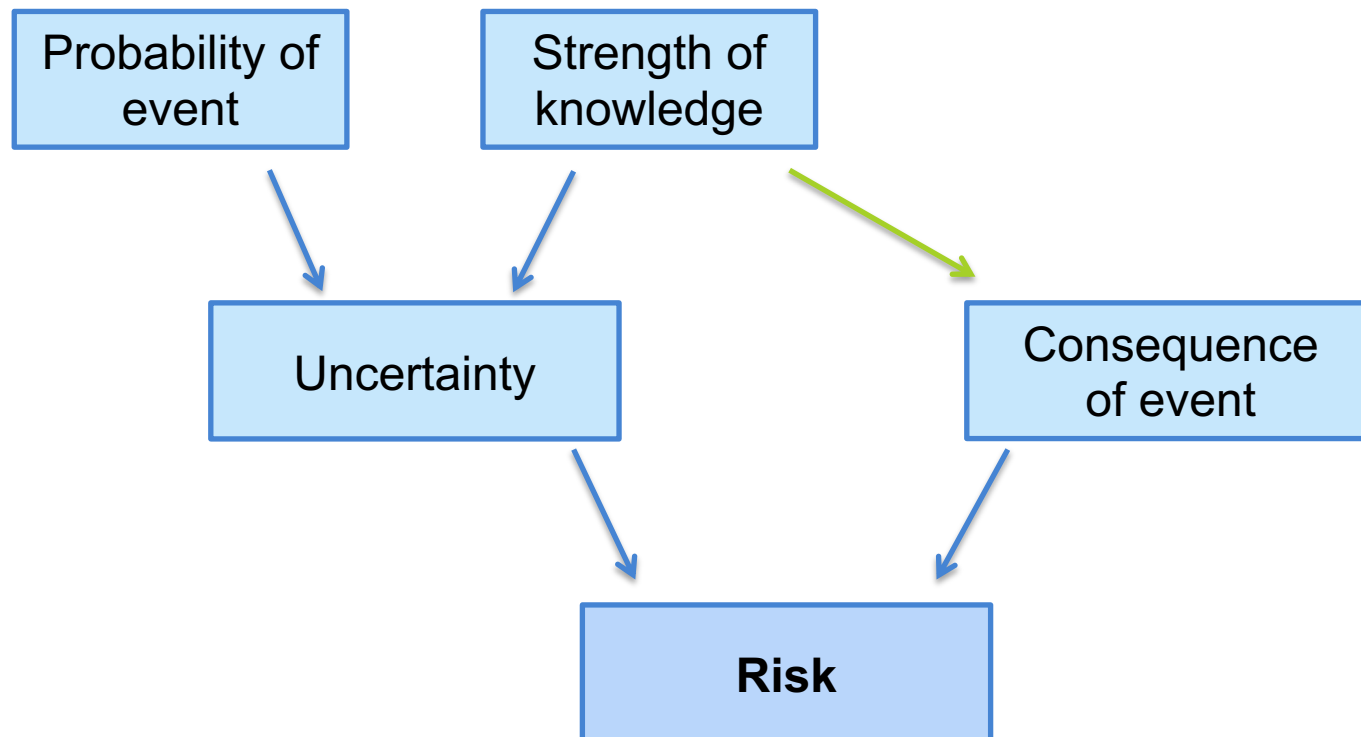 Probability of
event
Strength of
knowledge
Uncertainty
Consequence
of event
Risk